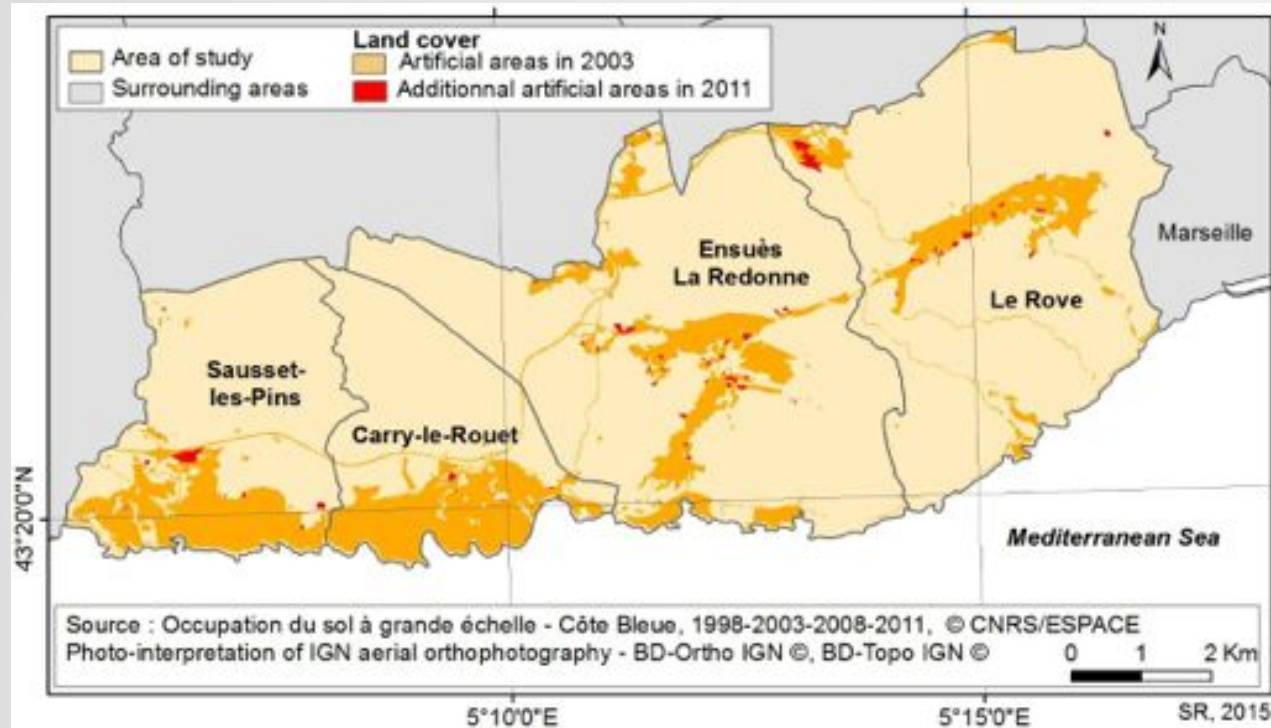 Land cover
Area of study
Artificial areas in 2003
Surrounding areas
Additionnal artificial areas in 2011
N
Marseille
Ensuès
La Redonne
Le Rove
Sausset-
les-Pins
Carry-le-Rouet
43°20'0"N
Mediterranean Sea
Source : Occupation du sol à grande échelle - Côte Bleue, 1998-2003-2008-2011, © CNRS/ESPACE
Photo-interpretation of IGN aerial orthophotography - BD-Ortho IGN ©, BD-Topo IGN ©
0 1 2 Km
5°10'0"E
5°15'0"E
SR, 2015